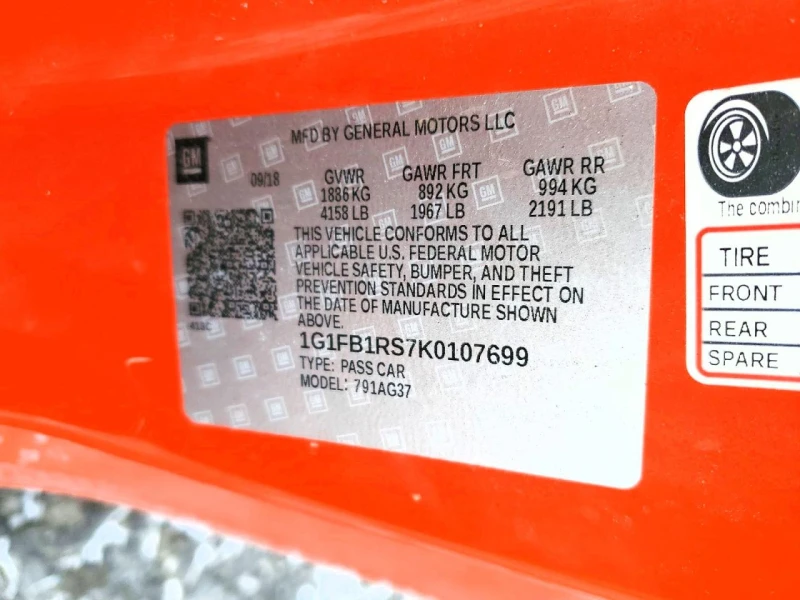 MFD BY GENERAL MOTORS LLC
GM
09/18
GVWR GAWR FRT GAWR RR
1886 KG 892 KG 994 KG
4158 LB 1967 LB 2191 LB
THIS VEHICLE CONFORMS TO ALL
APPLICABLE U.S. FEDERAL MOTOR
VEHICLE SAFETY, BUMPER, AND THEFT
PREVENTION STANDARDS IN EFFECT ON
THE DATE OF MANUFACTURE SHOWN
ABOVE.
1G1FB1RS7K0107699
TYPE: PASS CAR
MODEL: 791AG37
The combin
TIRE
FRONT
REAR
SPARE